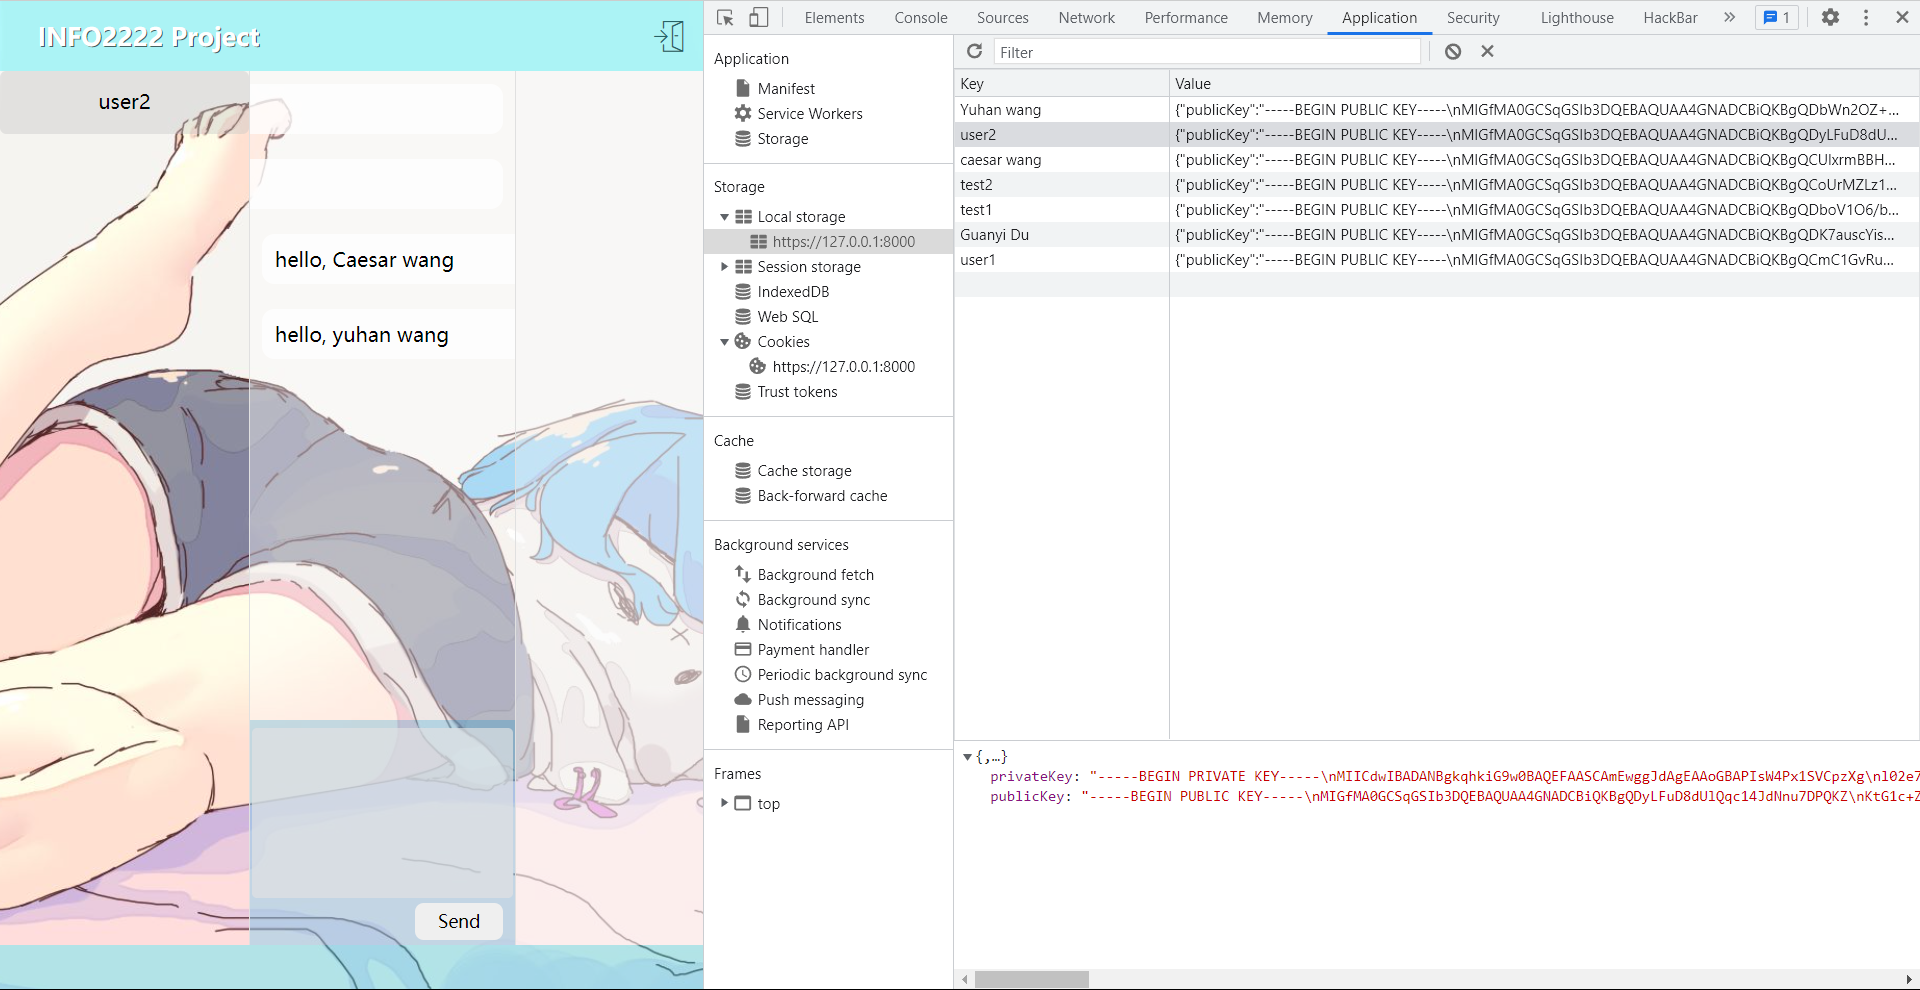 INFO2222 Project
user2
hello, Caesar wang
hello, yuhan wang
Send
Elements Console Sources Network Performance Memory Application Security Lighthouse HackBar » 1
Application
Manifest
Service Workers
Storage
Storage
Local storage
https://127.0.0.1:8000
Session storage
IndexedDB
Web SQL
Cookies
https://127.0.0.1:8000
Trust tokens
Cache
Cache storage
Back-forward cache
Background services
Background fetch
Background sync
Notifications
Payment handler
Periodic background sync
Push messaging
Reporting API
Frames
top
Filter
Key Value
Yuhan wang {"publicKey":"-----BEGIN PUBLIC KEY-----\nMIGfMA0GCSqGSIb3DQEBAQUAA4GNADCBiQKBgQDbWn2OZ+...
user2 {"publicKey":"-----BEGIN PUBLIC KEY-----\nMIGfMA0GCSqGSIb3DQEBAQUAA4GNADCBiQKBgQDyLFuD8dU...
caesar wang {"publicKey":"-----BEGIN PUBLIC KEY-----\nMIGfMA0GCSqGSIb3DQEBAQUAA4GNADCBiQKBgQCUlxrmBBH...
test2 {"publicKey":"-----BEGIN PUBLIC KEY-----\nMIGfMA0GCSqGSIb3DQEBAQUAA4GNADCBiQKBgQCoUrMZLz1...
test1 {"publicKey":"-----BEGIN PUBLIC KEY-----\nMIGfMA0GCSqGSIb3DQEBAQUAA4GNADCBiQKBgQDboV1O6/b...
Guanyi Du {"publicKey":"-----BEGIN PUBLIC KEY-----\nMIGfMA0GCSqGSIb3DQEBAQUAA4GNADCBiQKBgQDK7auscYis...
user1 {"publicKey":"-----BEGIN PUBLIC KEY-----\nMIGfMA0GCSqGSIb3DQEBAQUAA4GNADCBiQKBgQCmC1GvRu...
{,…}
privateKey: "-----BEGIN PRIVATE KEY-----\nMIICdwIBADANBgkqhkiG9w0BAQEFAASCAmEwggJdAgEAAoGBAPIsW4Px1SVCpzXg\nl02e7
publicKey: "-----BEGIN PUBLIC KEY-----\nMIGfMA0GCSqGSIb3DQEBAQUAA4GNADCBiQKBgQDyLFuD8dUlQqc14JdNnu7DPQKZ\nKtG1c+Z